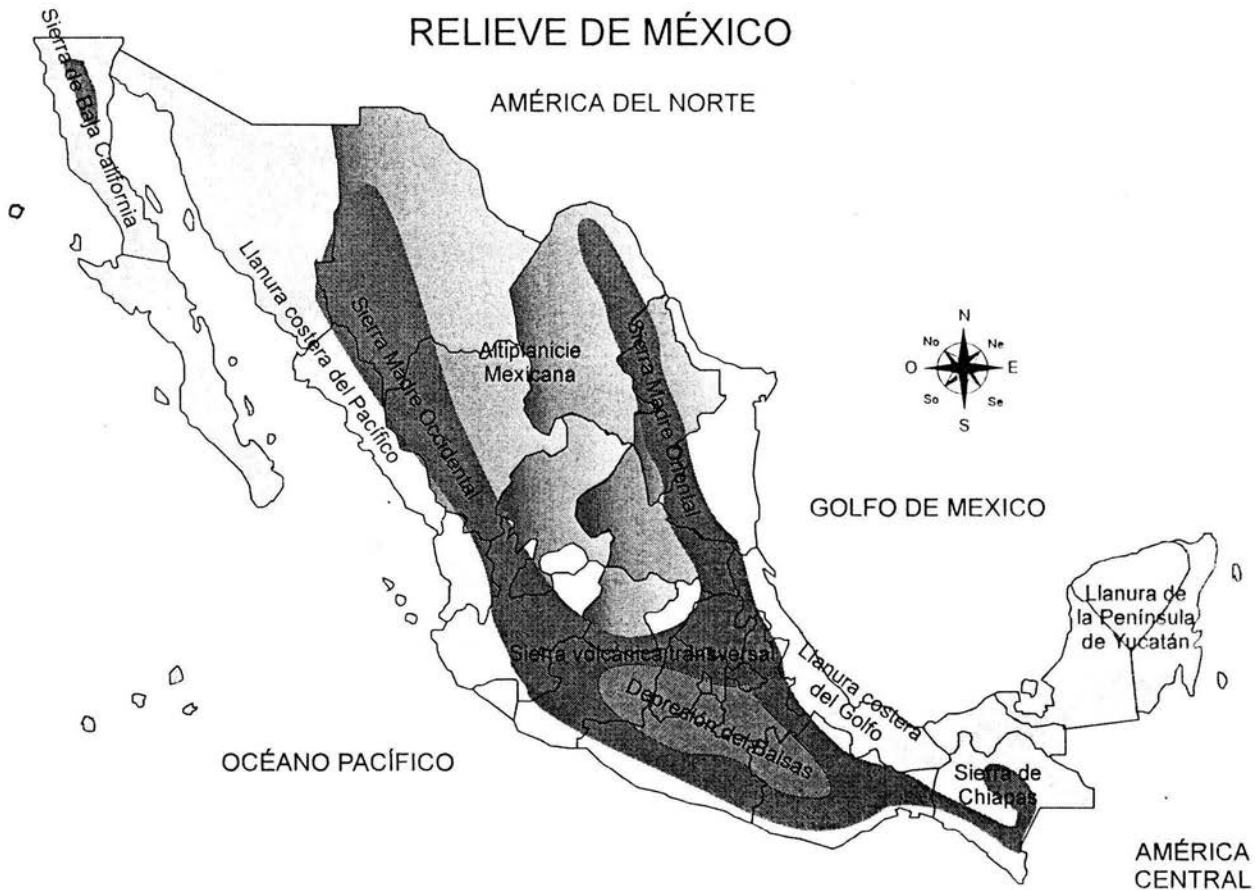 RELIEVE DE MÉXICO
AMÉRICA DEL NORTE
Sierra de Baja California
Llanura costera del Pacífico
Sierra Madre Occidental
Altiplanicie
Mexicana
Sierra Madre Oriental
N
No
Ne
O
E
So
Se
S
GOLFO DE MEXICO
Llanura de
la Península
de Yucatán
Sierra volcánica transversal
Llanura costera
del Golfo
Depresión del Balsas
OCÉANO PACÍFICO
Sierra de
Chiapas
AMÉRICA
CENTRAL